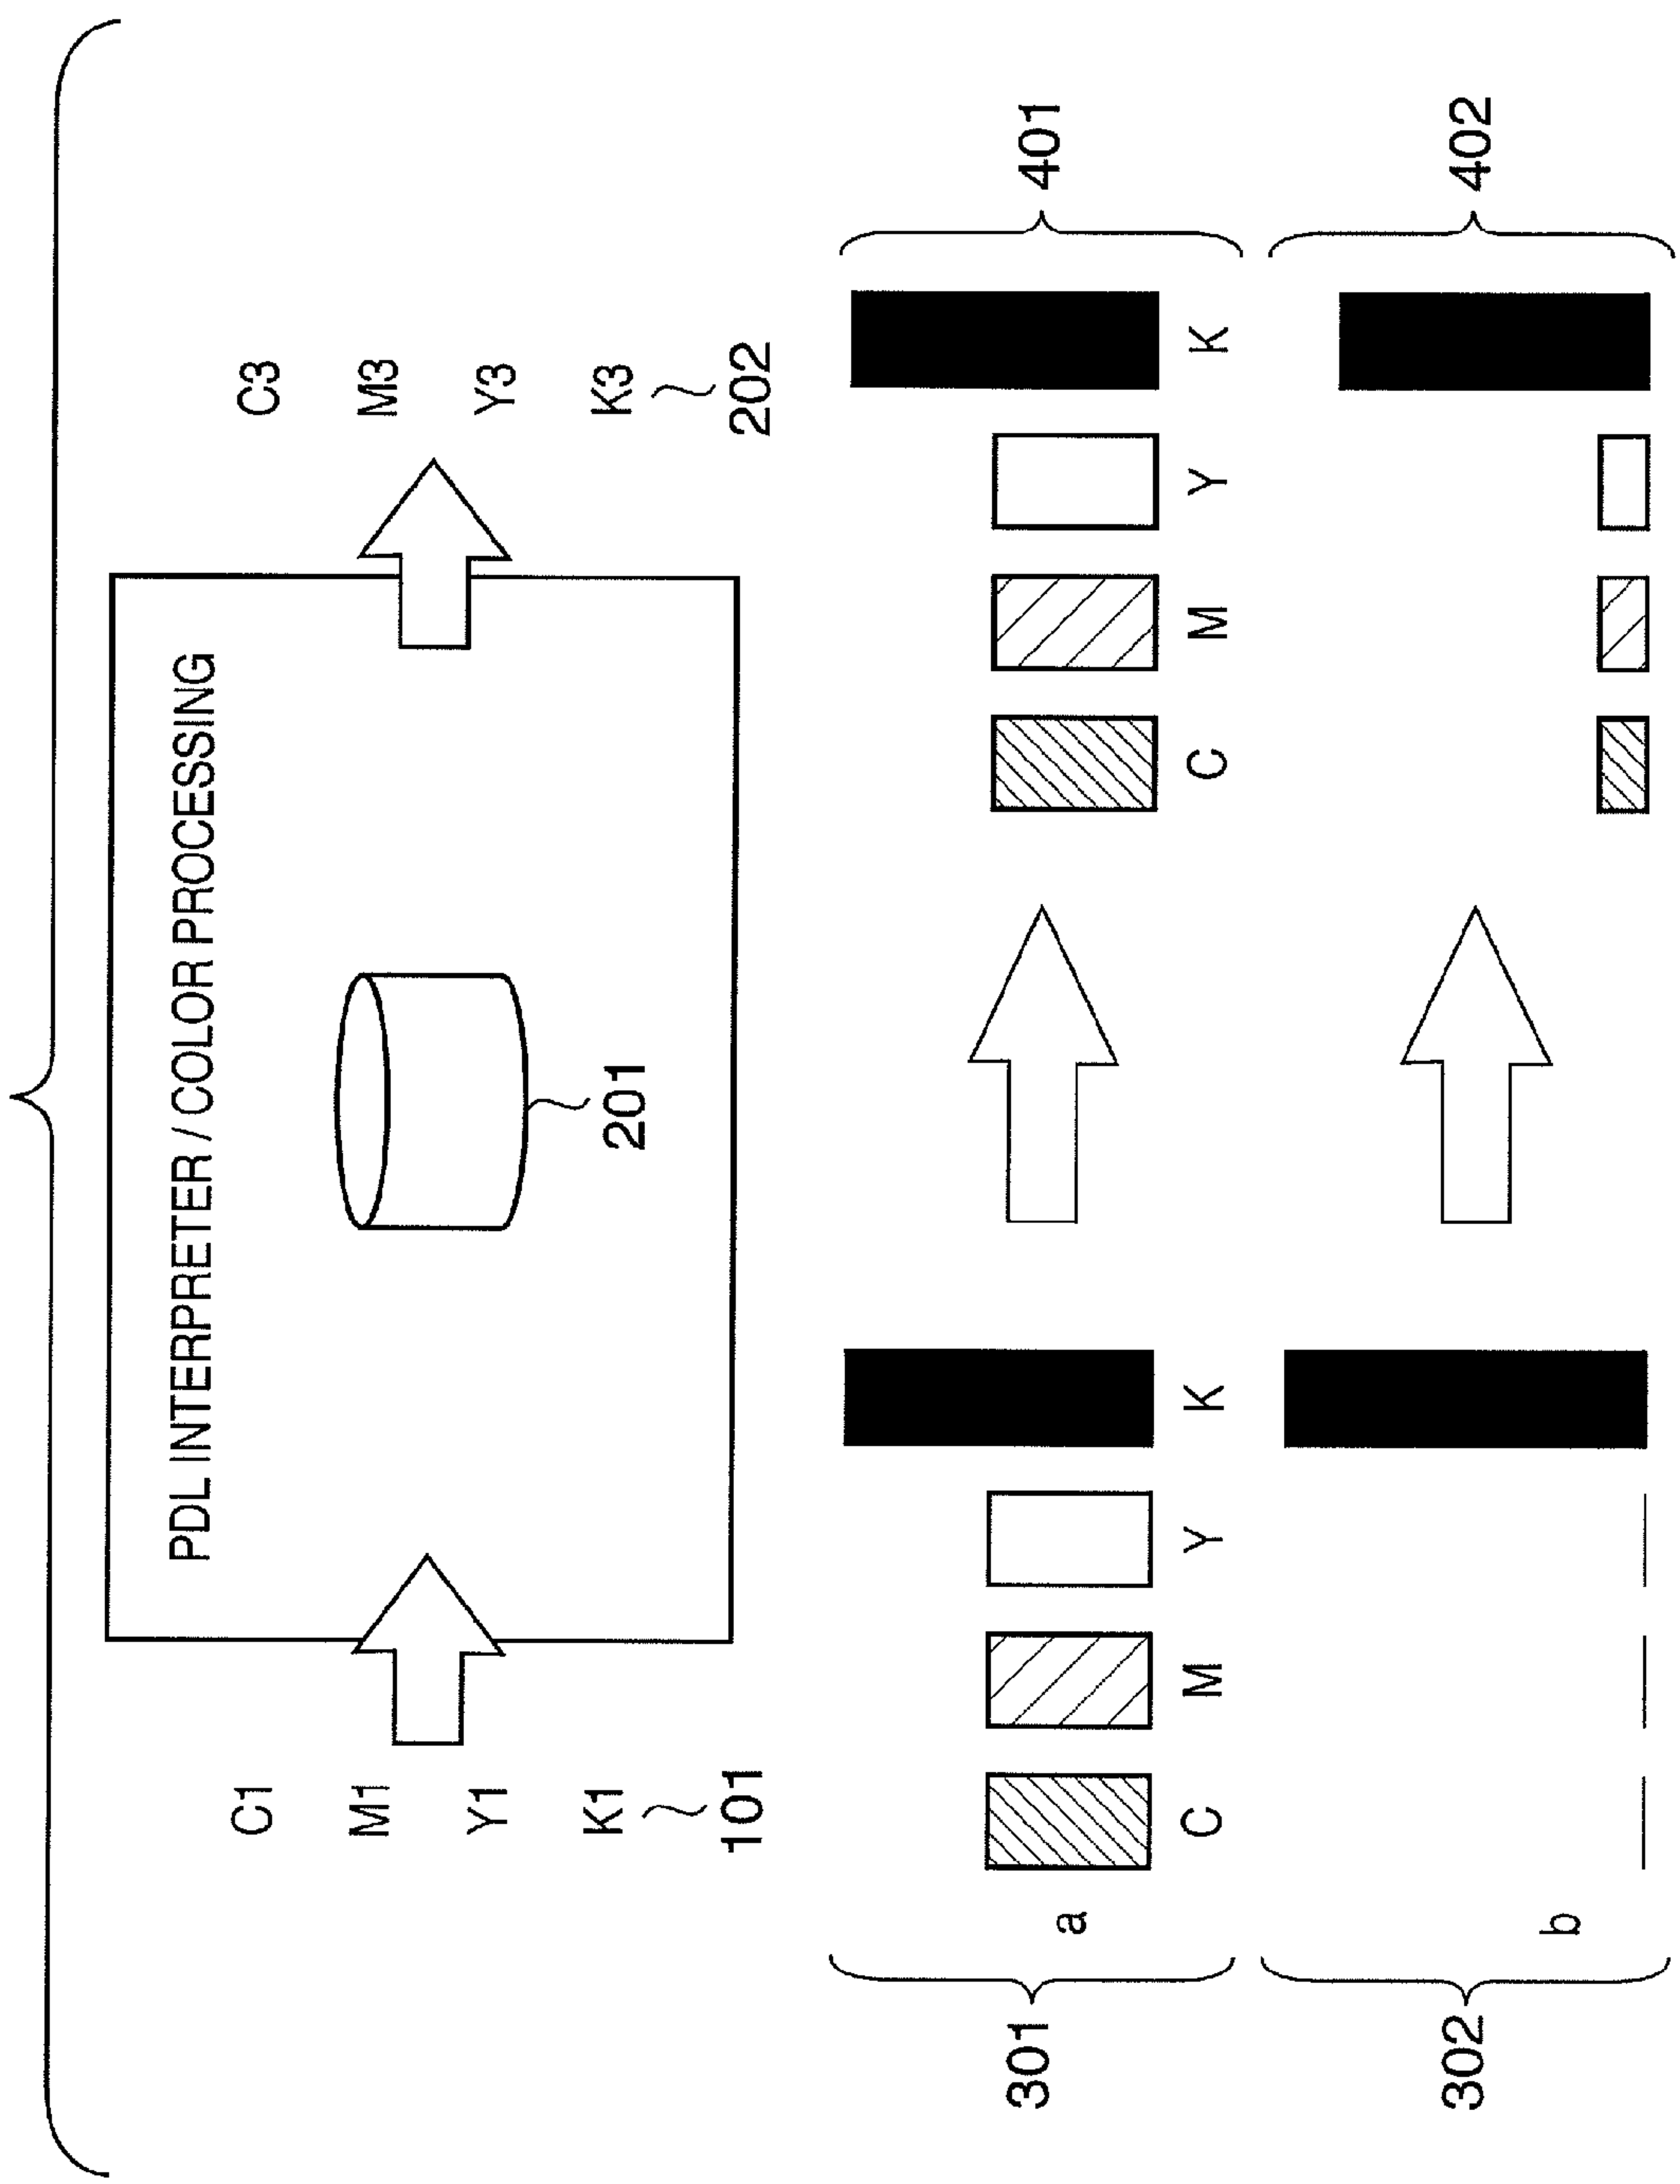 PDL INTERPRETER / COLOR PROCESSING
C1
M1
Y1
K1
101
201
C3
M3
Y3
K3
202
301
a
C M Y K
C M Y K
401
302
b
402